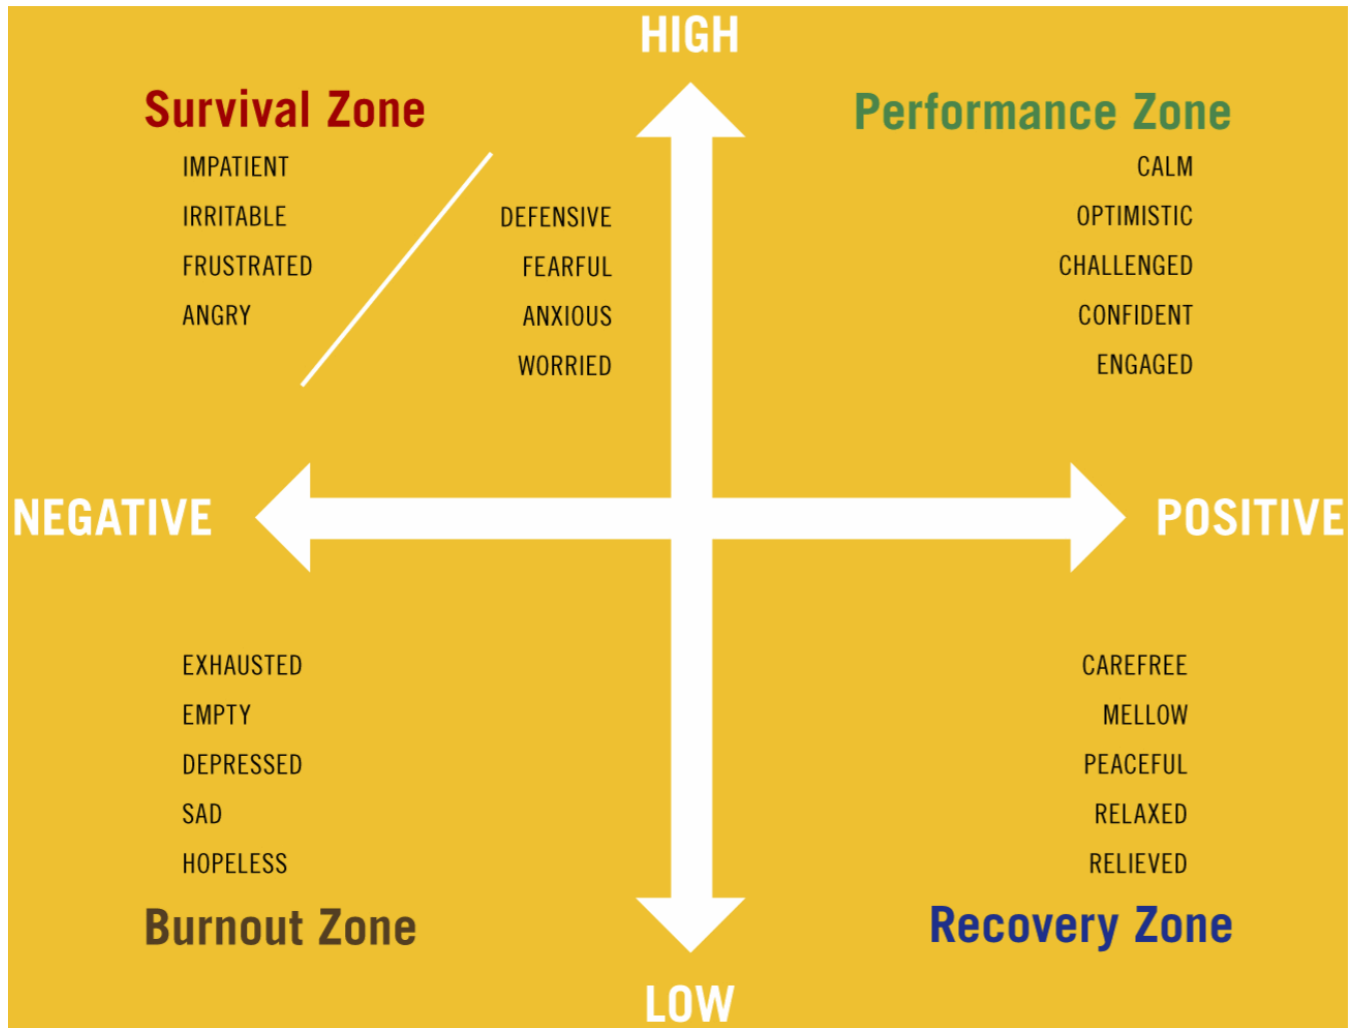 HIGH
Survival Zone
IMPATIENT
IRRITABLE
FRUSTRATED
ANGRY
DEFENSIVE
FEARFUL
ANXIOUS
WORRIED
Performance Zone
CALM
OPTIMISTIC
CHALLENGED
CONFIDENT
ENGAGED
NEGATIVE
POSITIVE
EXHAUSTED
EMPTY
DEPRESSED
SAD
HOPELESS
Burnout Zone
CAREFREE
MELLOW
PEACEFUL
RELAXED
RELIEVED
Recovery Zone
LOW